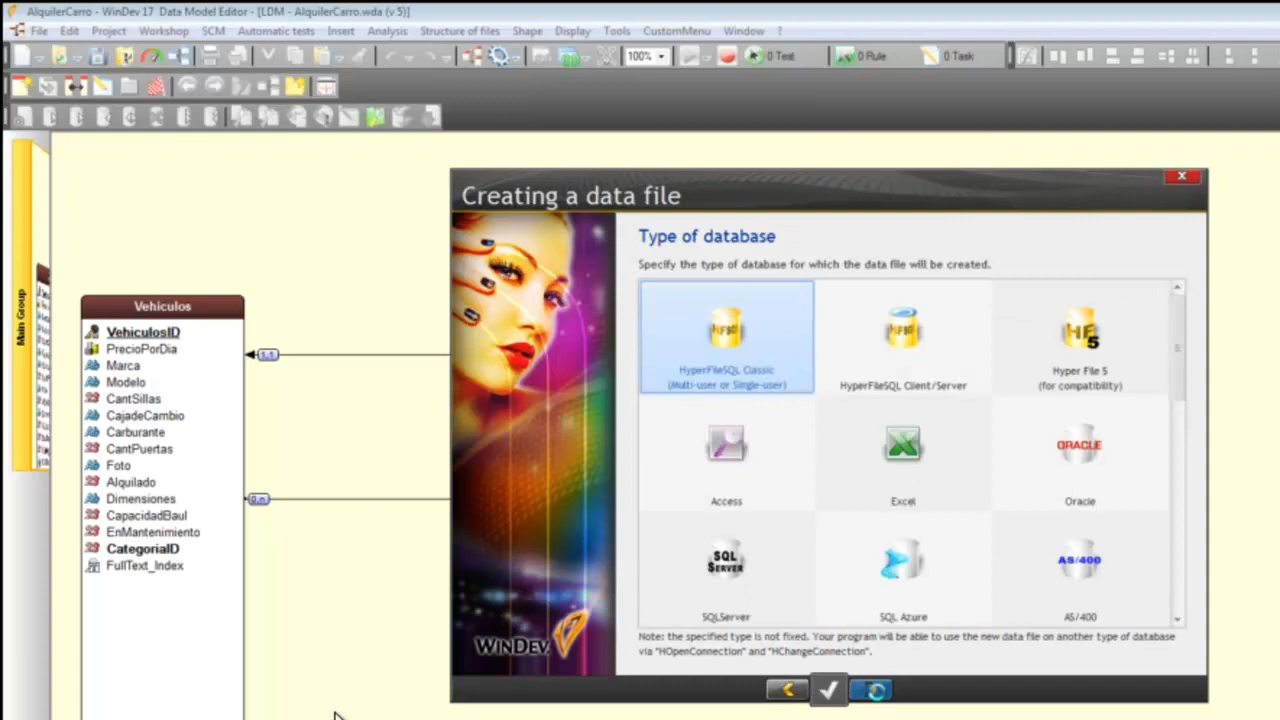 AlquilerCarro - WinDev 17 Data Model Editor - [LDM - AlquilerCarro.wda (v 5)]
File Edit Project Workshop SCM Automatic tests Insert Analysis Structure of files Shape Display Tools CustomMenu Window ?
100% 0 Test 0 Rule 0 Task
Main Group
Vehiculos
VehiculosID
PrecioPorDia
Marca
Modelo
CantSillas
CajadeCambio
Carburante
CantPuertas
Foto
Alquilado
Dimensiones
CapacidadBaul
EnMantenimiento
CategoriaID
FullText_Index
1,1
0,n
Creating a data file
Type of database
Specify the type of database for which the data file will be created.
HyperFileSQL Classic
(Multi-user or Single-user)
HyperFileSQL Client/Server
HF 5
Hyper File 5
(for compatibility)
Access
Excel
ORACLE
Oracle
SQL SERVER
SQLServer
SQL Azure
AS/400
AS/400
Note: the specified type is not fixed. Your program will be able to use the new data file on another type of database
via "HOpenConnection" and "HChangeConnection".
WINDEV 17